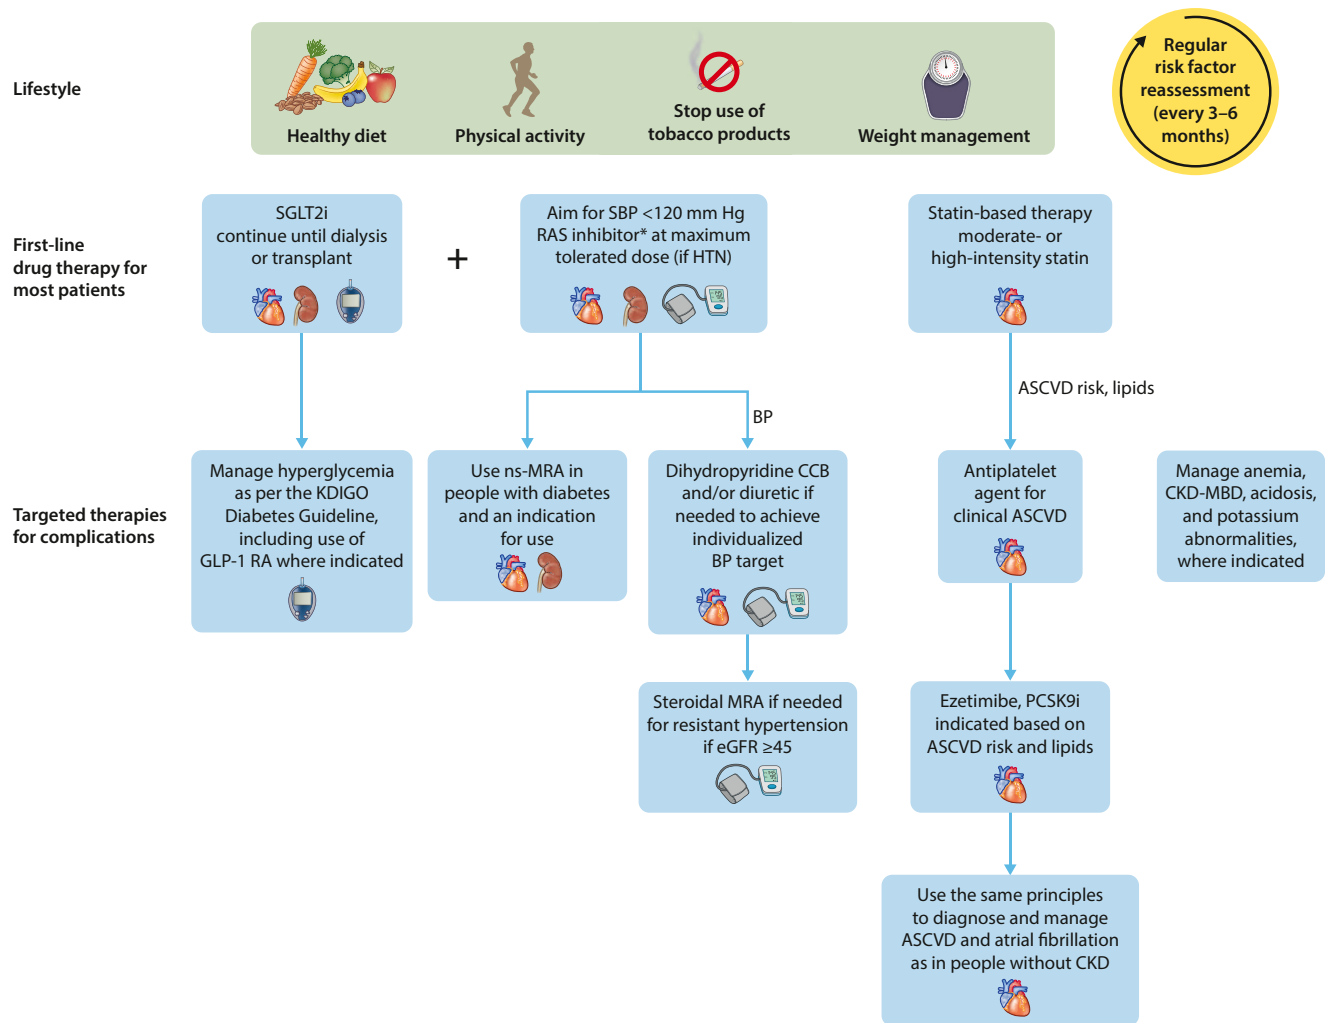 Lifestyle
Healthy diet
Physical activity
Stop use of
tobacco products
Weight management
Regular
risk factor
reassessment
(every 3–6
months)
First-line
drug therapy for
most patients
SGLT2i
continue until dialysis
or transplant
+
Aim for SBP <120 mm Hg
RAS inhibitor* at maximum
tolerated dose (if HTN)
Statin-based therapy
moderate- or
high-intensity statin
ASCVD risk, lipids
BP
Targeted therapies
for complications
Manage hyperglycemia
as per the KDIGO
Diabetes Guideline,
including use of
GLP-1 RA where indicated
Use ns-MRA in
people with diabetes
and an indication
for use
Dihydropyridine CCB
and/or diuretic if
needed to achieve
individualized
BP target
Antiplatelet
agent for
clinical ASCVD
Manage anemia,
CKD-MBD, acidosis,
and potassium
abnormalities,
where indicated
Steroidal MRA if needed
for resistant hypertension
if eGFR ≥45
Ezetimibe, PCSK9i
indicated based on
ASCVD risk and lipids
Use the same principles
to diagnose and manage
ASCVD and atrial fibrillation
as in people without CKD